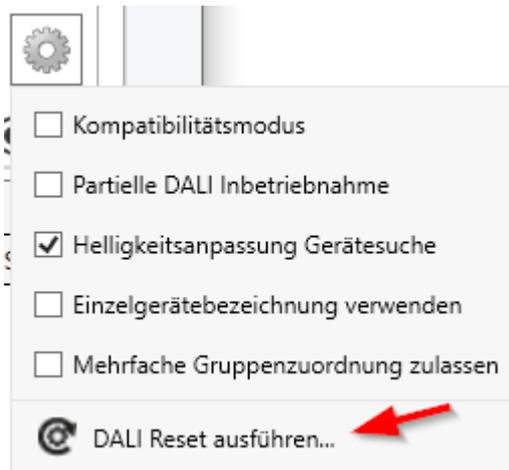 Kompatibilitätsmodus
Partielle DALI Inbetriebnahme
Helligkeitsanpassung Gerätesuche
Einzelgerätebezeichnung verwenden
Mehrfache Gruppenzuordnung zulassen
DALI Reset ausführen...